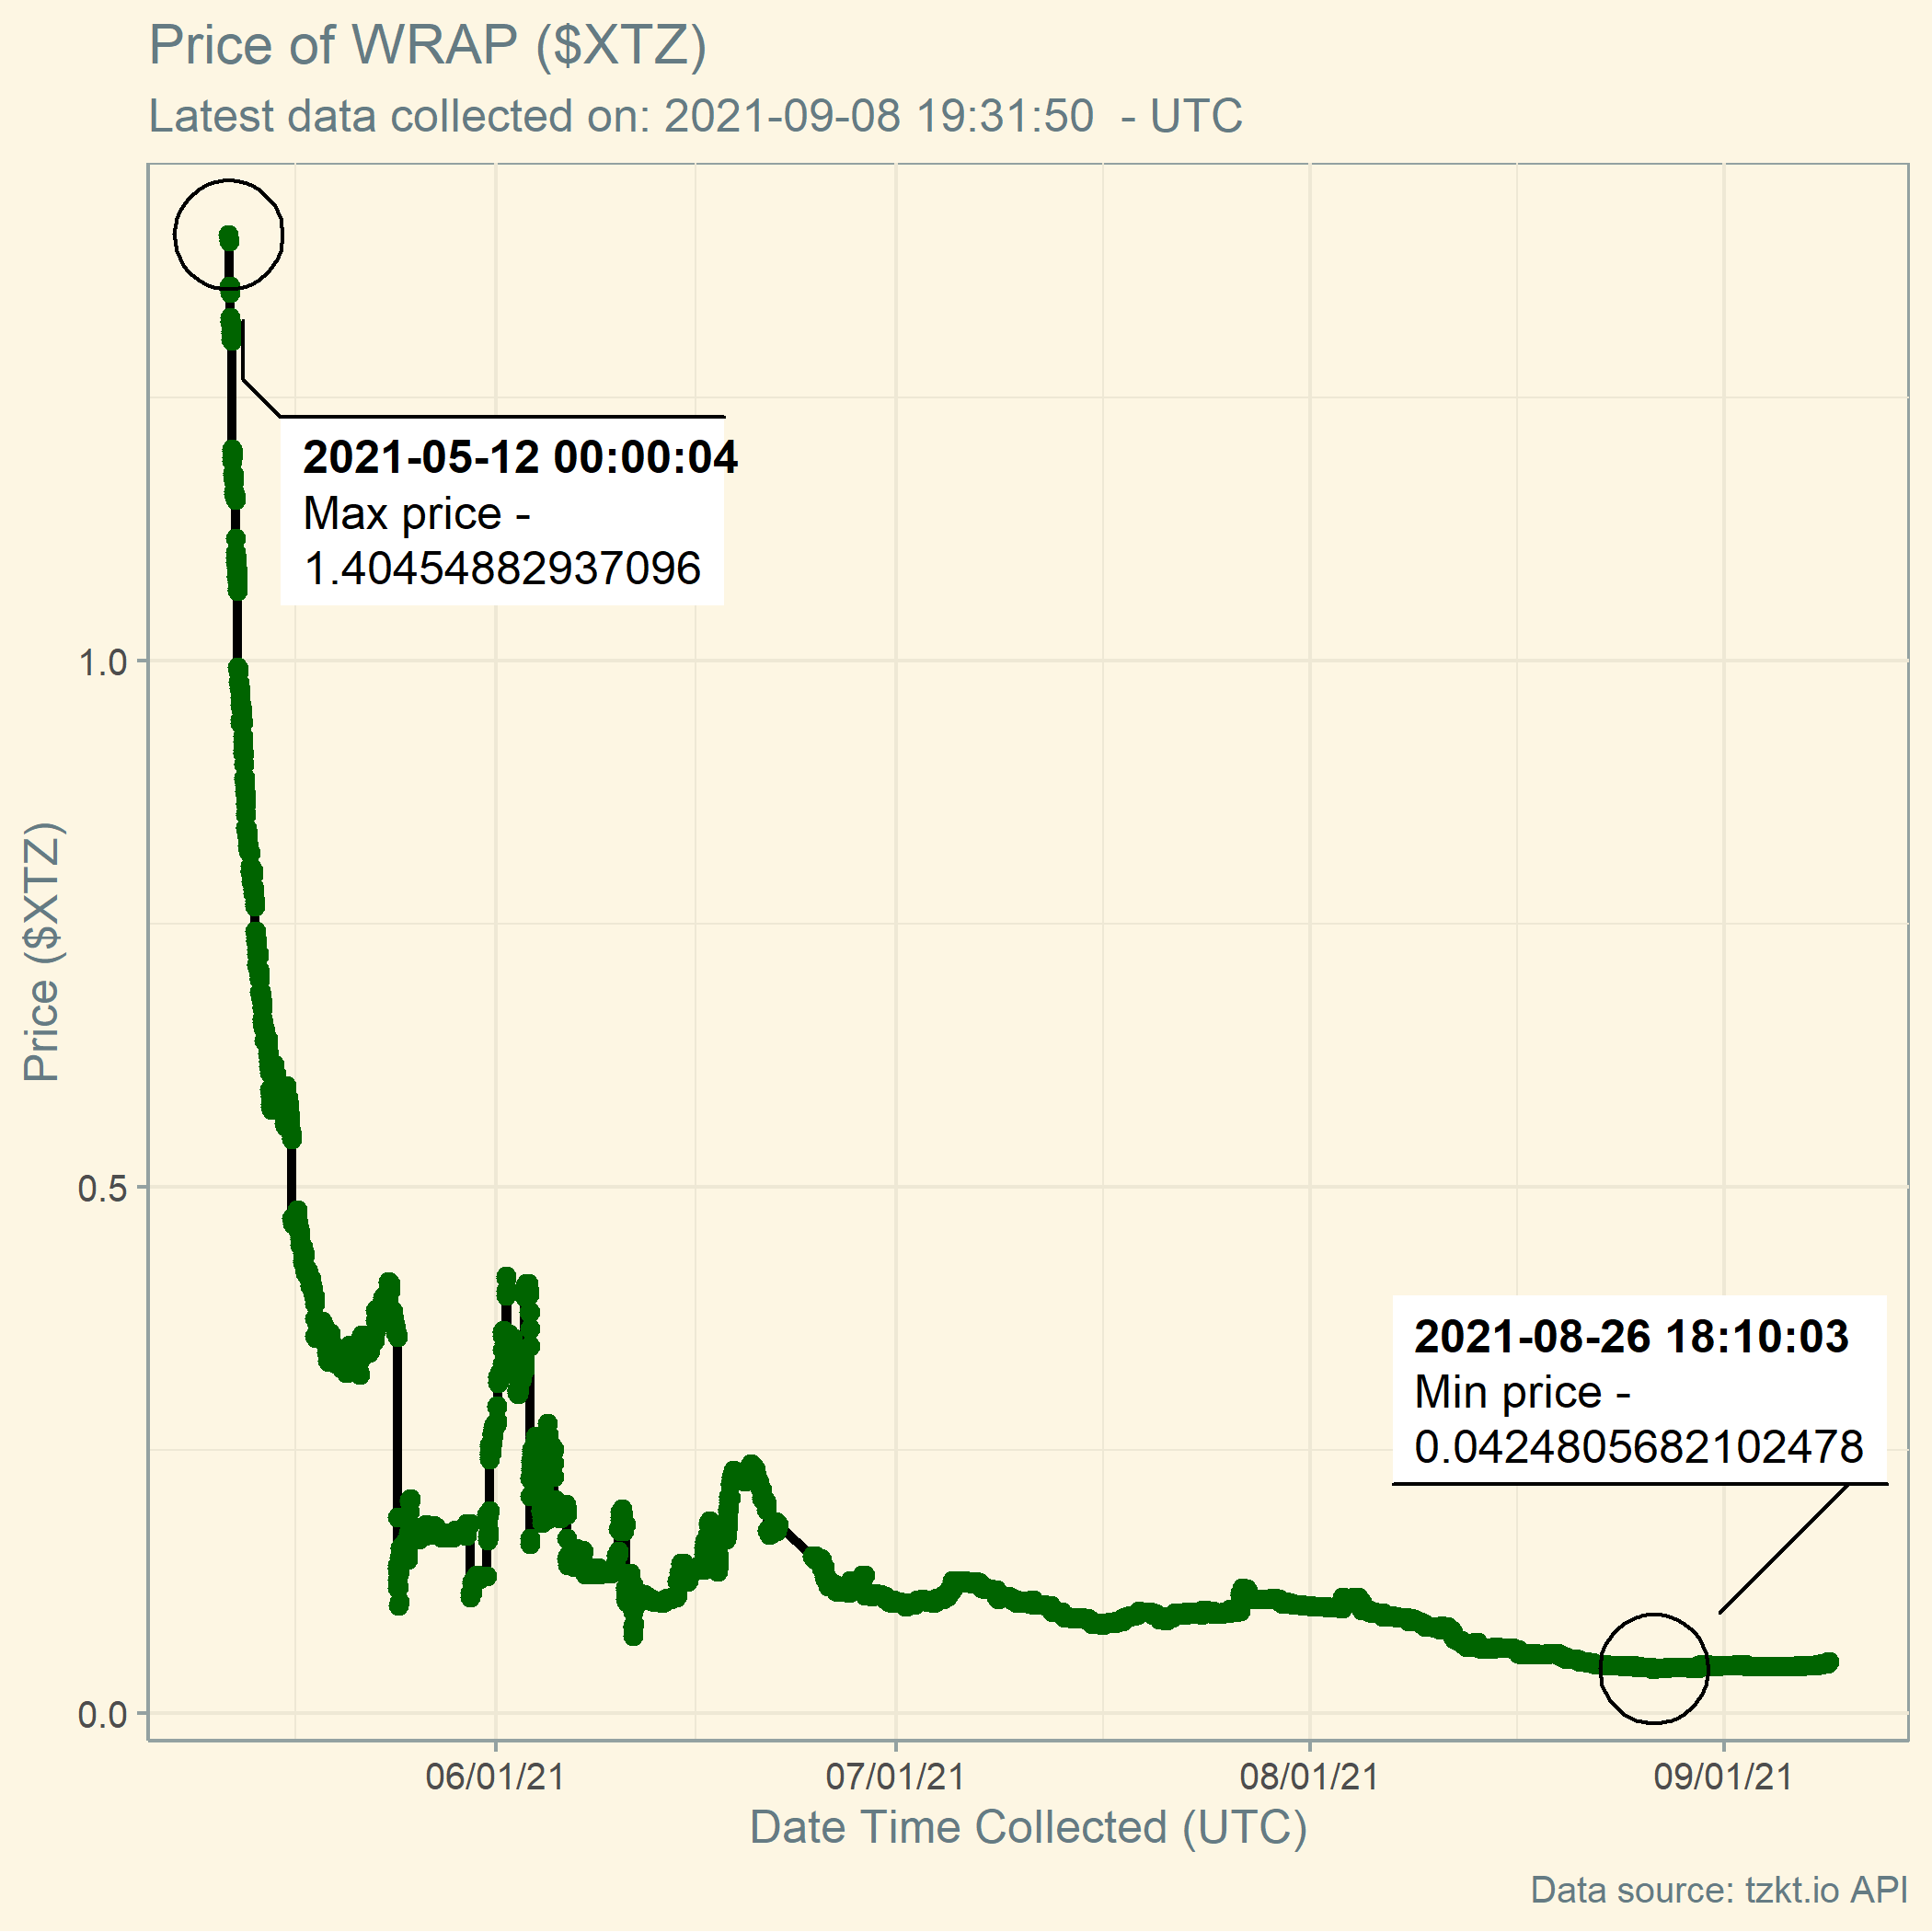 Price of WRAP ($XTZ)
Latest data collected on: 2021-09-08 19:31:50  - UTC
2021-05-12 00:00:04
Max price -
1.40454882937096
1.0
Price ($XTZ)
0.5
2021-08-26 18:10:03
Min price -
0.0424805682102478
0.0
06/01/21
07/01/21
08/01/21
09/01/21
Date Time Collected (UTC)
Data source: tzkt.io API